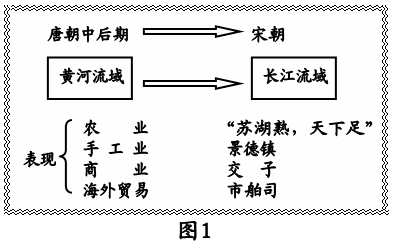 唐朝中后期 宋朝
黄河流域 长江流域
表现
农业 “苏湖熟，天下足”
手工业 景德镇
商业 交子
海外贸易 市舶司
图1